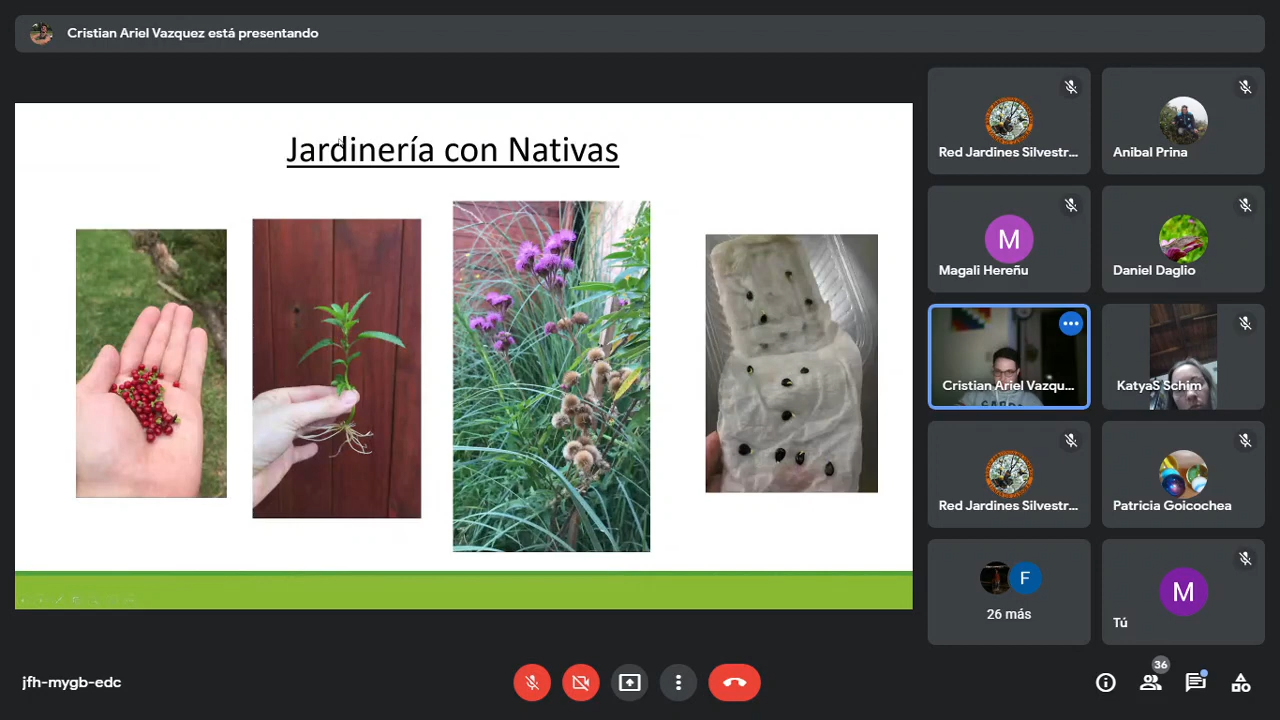 Cristian Ariel Vazquez está presentando
Jardinería con Nativas
Red Jardines Silvestr...
Anibal Prina
M
Magali Hereñu
Daniel Daglio
Cristian Ariel Vazqu...
KatyaS Schim
Red Jardines Silvestr...
Patricia Goicochea
F
26 más
M
Tú
36
jfh-mygb-edc